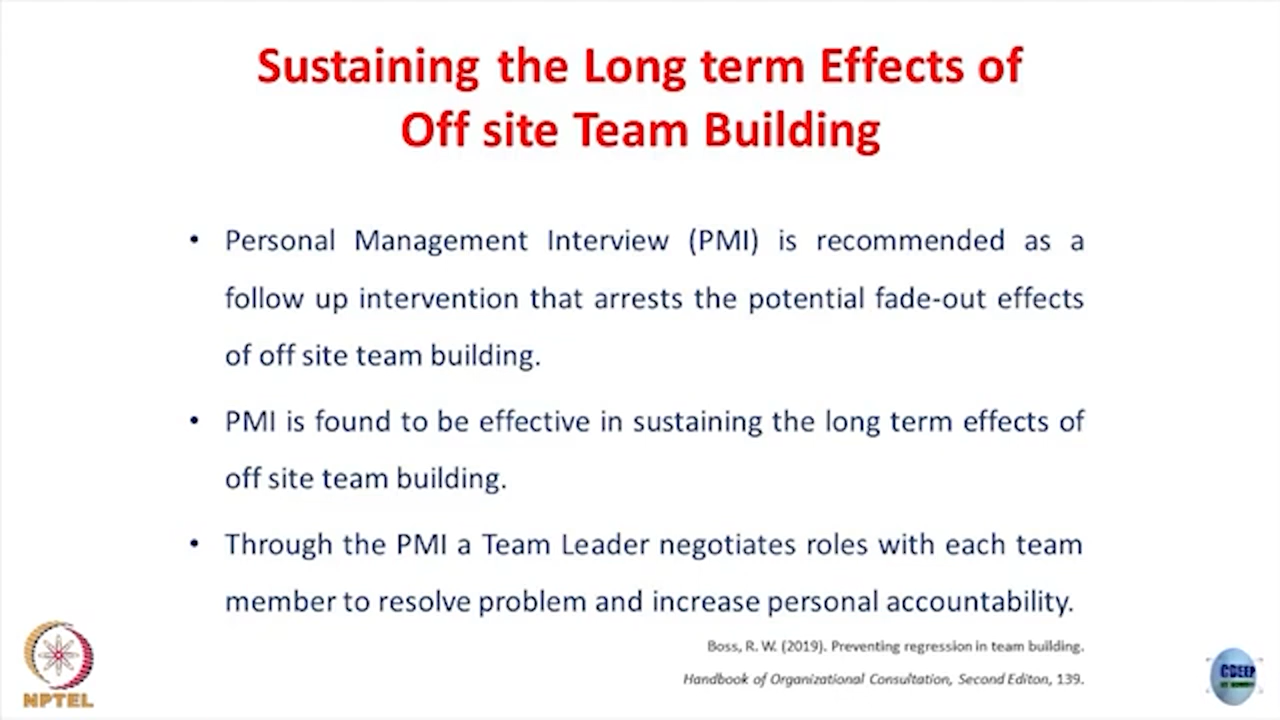 Sustaining the Long term Effects of
Off site Team Building
• Personal Management Interview (PMI) is recommended as a
follow up intervention that arrests the potential fade-out effects
of off site team building.
• PMI is found to be effective in sustaining the long term effects of
off site team building.
• Through the PMI a Team Leader negotiates roles with each team
member to resolve problem and increase personal accountability.
Boss, R. W. (2019). Preventing regression in team building.
Handbook of Organizational Consultation, Second Editon, 139.
NPTEL
CDEEP